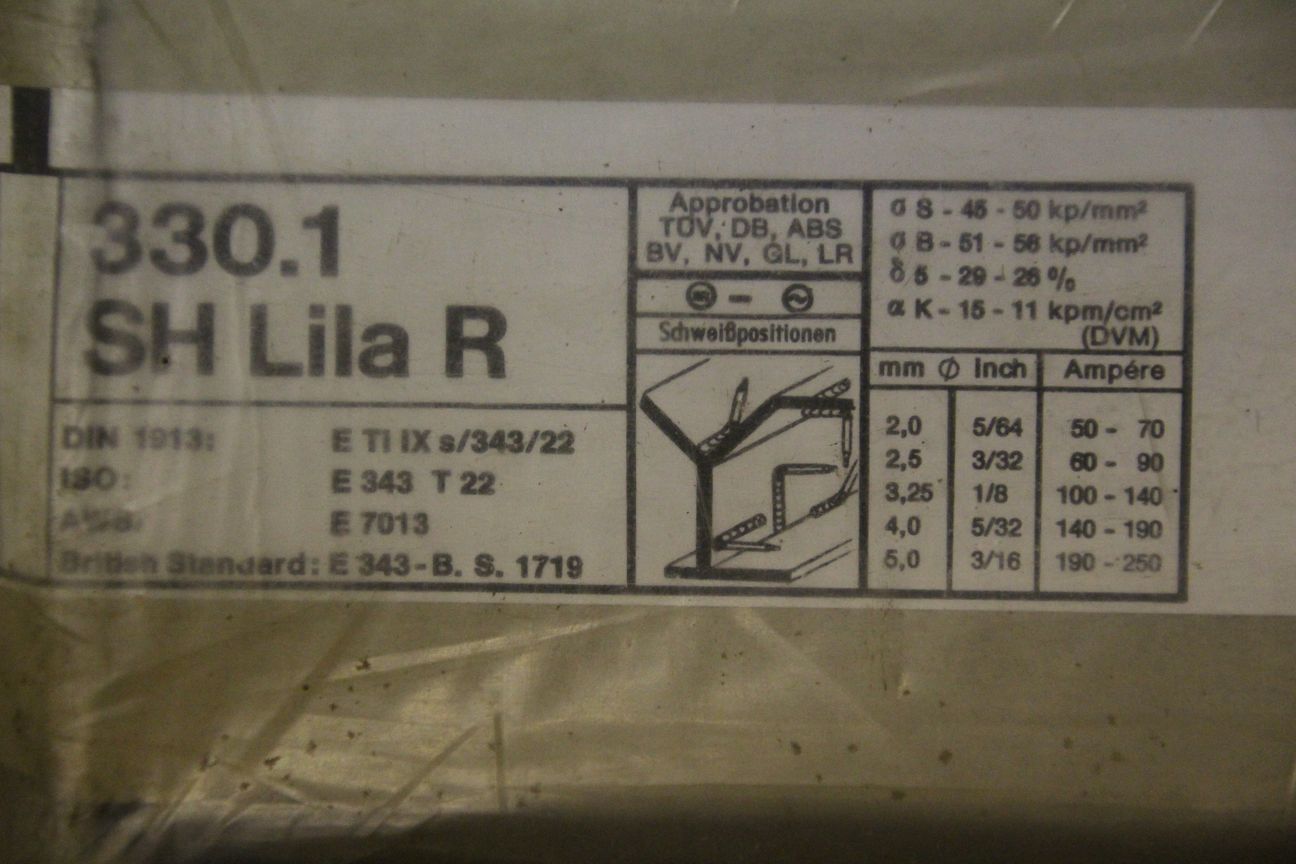 330.1
SH Lila R
DIN 1913: E TI IX s/343/22
ISO: E 343 T 22
E 7013
British Standard: E 343-B. S. 1719
Approbation
TÜV, DB, ABS
BV, NV, GL, LR
Schweißpositionen
σ S - 45 - 50 kp/mm²
σ B - 51 - 56 kp/mm²
δ 5 - 29 - 26 %
α K - 15 - 11 kpm/cm²
(DVM)
mm Ø Inch Ampére
2,0 5/64 50 - 70
2,5 3/32 60 - 90
3,25 1/8 100 - 140
4,0 5/32 140 - 190
5,0 3/16 190 - 250